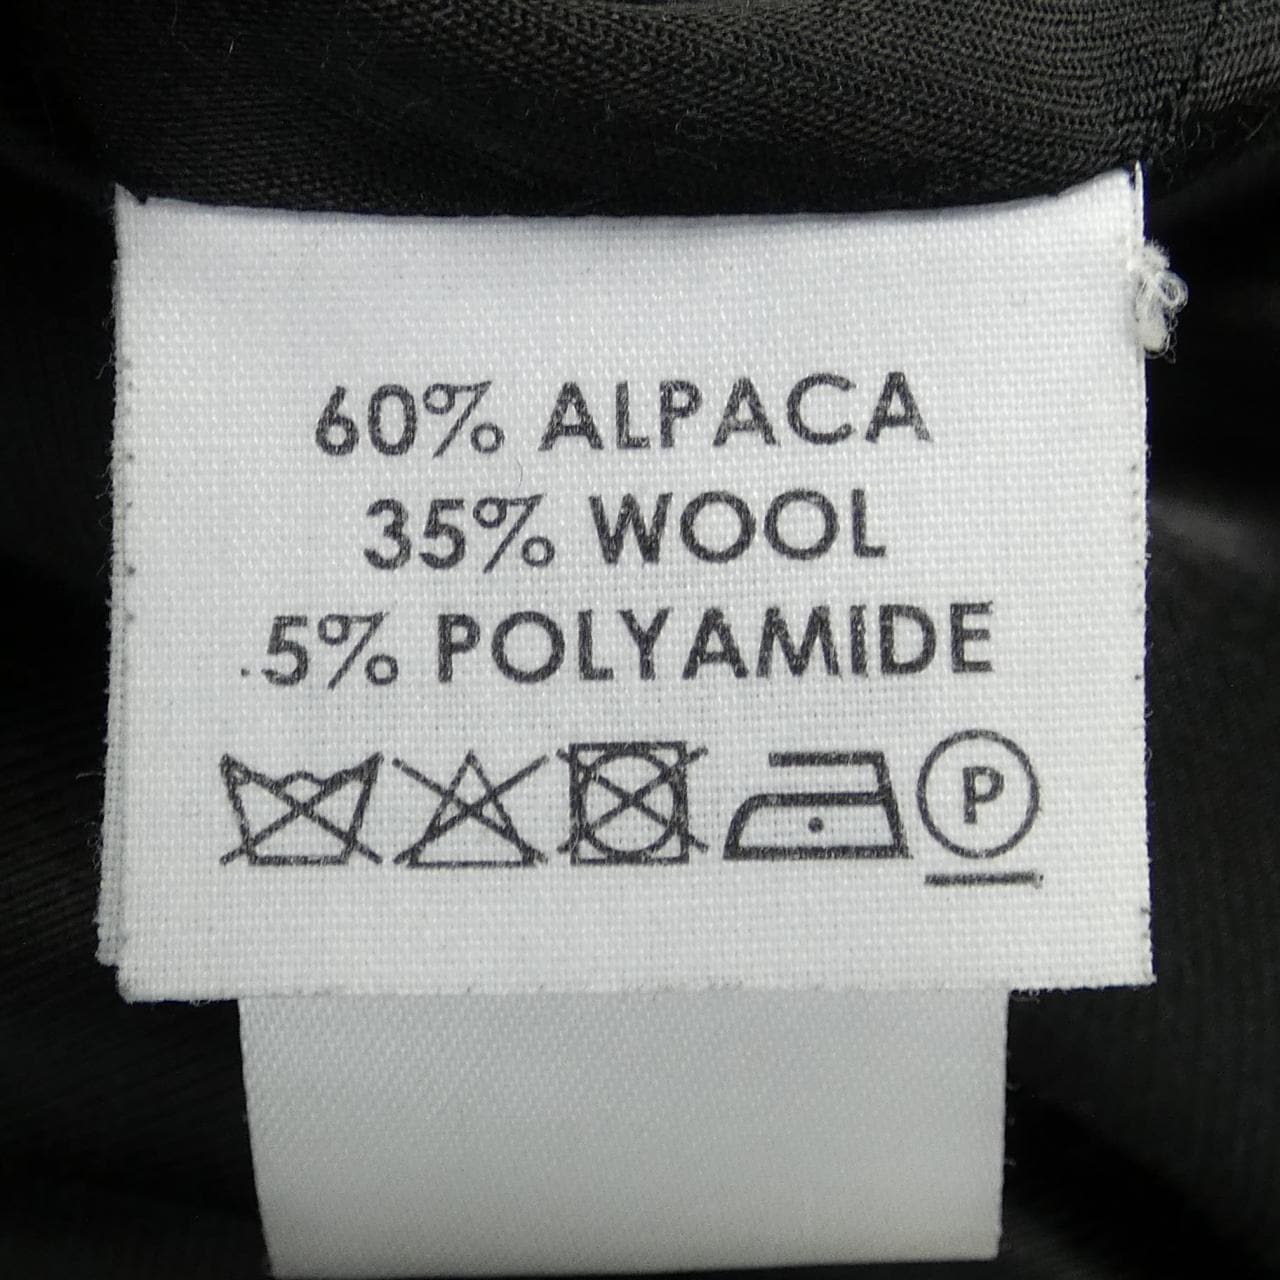 60% ALPACA
35% WOOL
5% POLYAMIDE
P